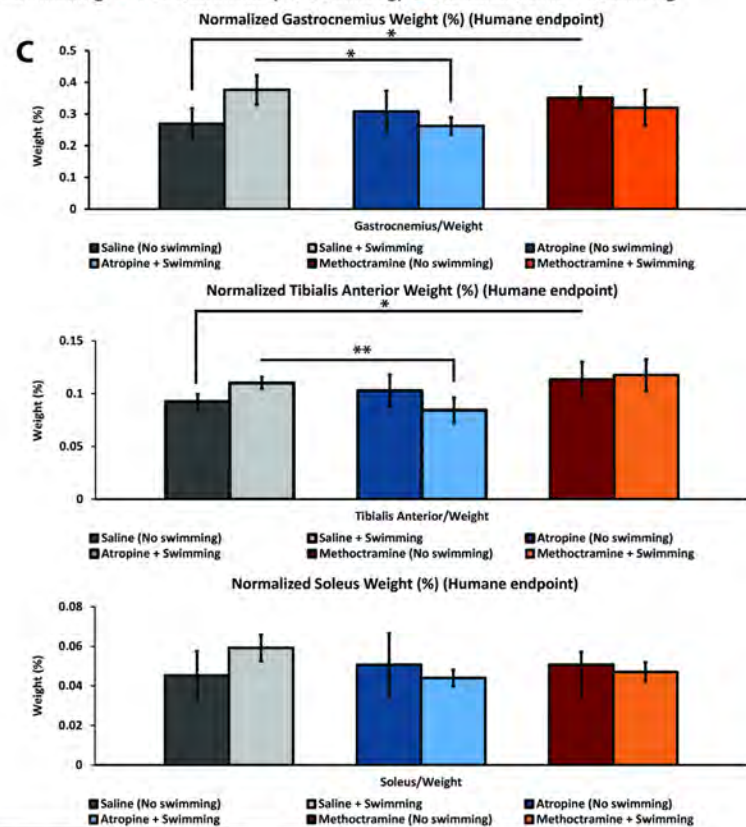 Normalized Gastrocnemius Weight (%) (Humane endpoint)
C
*
*
0.5
0.4
0.3
0.2
0.1
0
Weight (%)
Gastrocnemius/Weight
Saline (No swimming) Saline + Swimming Atropine (No swimming)
Atropine + Swimming Methoctramine (No swimming) Methoctramine + Swimming
Normalized Tibialis Anterior Weight (%) (Humane endpoint)
*
**
0.15
0.1
0.05
0
Weight (%)
Tibialis Anterior/Weight
Saline (No swimming) Saline + Swimming Atropine (No swimming)
Atropine + Swimming Methoctramine (No swimming) Methoctramine + Swimming
Normalized Soleus Weight (%) (Humane endpoint)
0.08
0.06
0.04
0.02
0
Weight (%)
Soleus/Weight
Saline (No swimming) Saline + Swimming Atropine (No swimming)
Atropine + Swimming Methoctramine (No swimming) Methoctramine + Swimming